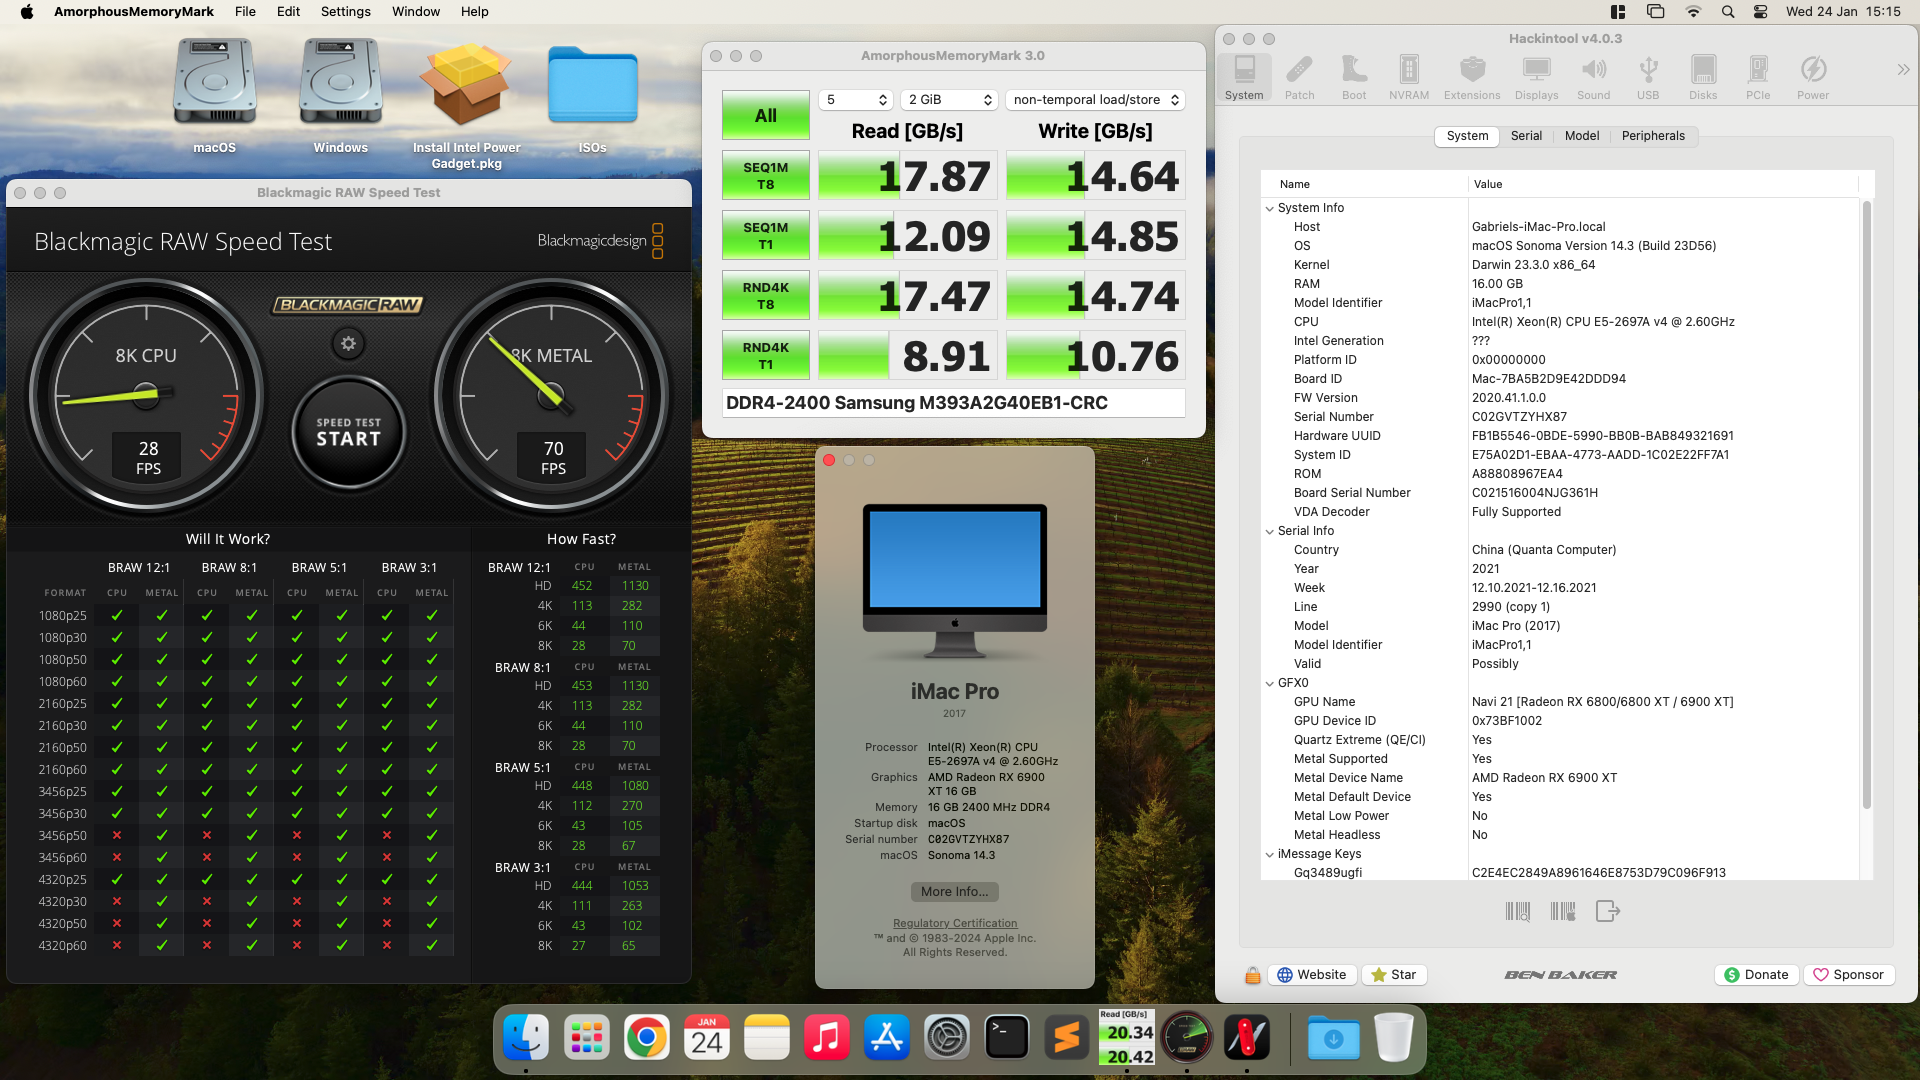 AmorphousMemoryMark File Edit Settings Window Help
Wed 24 Jan 15:15
macOS
Windows
Install Intel Power
Gadget.pkg
ISOs
Blackmagic RAW Speed Test
Blackmagic RAW Speed Test
Blackmagicdesign
BLACKMAGIC RAW
8K CPU
28
FPS
SPEED TEST
START
8K METAL
70
FPS
Will It Work?
BRAW 12:1 BRAW 8:1 BRAW 5:1 BRAW 3:1
FORMAT CPU METAL CPU METAL CPU METAL CPU METAL
1080p25 ✓ ✓ ✓ ✓ ✓ ✓ ✓ ✓
1080p30 ✓ ✓ ✓ ✓ ✓ ✓ ✓ ✓
1080p50 ✓ ✓ ✓ ✓ ✓ ✓ ✓ ✓
1080p60 ✓ ✓ ✓ ✓ ✓ ✓ ✓ ✓
2160p25 ✓ ✓ ✓ ✓ ✓ ✓ ✓ ✓
2160p30 ✓ ✓ ✓ ✓ ✓ ✓ ✓ ✓
2160p50 ✓ ✓ ✓ ✓ ✓ ✓ ✓ ✓
2160p60 ✓ ✓ ✓ ✓ ✓ ✓ ✓ ✓
3456p25 ✓ ✓ ✓ ✓ ✓ ✓ ✓ ✓
3456p30 ✓ ✓ ✓ ✓ ✓ ✓ ✓ ✓
3456p50 × ✓ × ✓ × ✓ × ✓
3456p60 × ✓ × ✓ × ✓ × ✓
4320p25 ✓ ✓ ✓ ✓ ✓ ✓ ✓ ✓
4320p30 × ✓ × ✓ × ✓ × ✓
4320p50 × ✓ × ✓ × ✓ × ✓
4320p60 × ✓ × ✓ × ✓ × ✓
How Fast?
BRAW 12:1 CPU METAL
HD 452 1130
4K 113 282
6K 44 110
8K 28 70
BRAW 8:1 CPU METAL
HD 453 1130
4K 113 282
6K 44 110
8K 28 70
BRAW 5:1 CPU METAL
HD 448 1080
4K 112 270
6K 43 105
8K 28 67
BRAW 3:1 CPU METAL
HD 444 1053
4K 111 263
6K 43 102
8K 27 65
AmorphousMemoryMark 3.0
All 5 2 GiB non-temporal load/store
Read [GB/s] Write [GB/s]
SEQ1M
T8 17.87 14.64
SEQ1M
T1 12.09 14.85
RND4K
T8 17.47 14.74
RND4K
T1 8.91 10.76
DDR4-2400 Samsung M393A2G40EB1-CRC
iMac Pro
2017
Processor Intel(R) Xeon(R) CPU
E5-2697A v4 @ 2.60GHz
Graphics AMD Radeon RX 6900
XT 16 GB
Memory 16 GB 2400 MHz DDR4
Startup disk macOS
Serial number C02GVTZYHX87
macOS Sonoma 14.3
More Info...
Regulatory Certification
™ and © 1983-2024 Apple Inc.
All Rights Reserved.
Hackintool v4.0.3
System Patch Boot NVRAM Extensions Displays Sound USB Disks PCIe Power
System Serial Model Peripherals
Name Value
System Info
Host Gabriels-iMac-Pro.local
OS macOS Sonoma Version 14.3 (Build 23D56)
Kernel Darwin 23.3.0 x86_64
RAM 16.00 GB
Model Identifier iMacPro1,1
CPU Intel(R) Xeon(R) CPU E5-2697A v4 @ 2.60GHz
Intel Generation ???
Platform ID 0x00000000
Board ID Mac-7BA5B2D9E42DDD94
FW Version 2020.41.1.0.0
Serial Number C02GVTZYHX87
Hardware UUID FB1B5546-0BDE-5990-BB0B-BAB849321691
System ID E75A02D1-EBAA-4773-AADD-1C02E22FF7A1
ROM A88808967EA4
Board Serial Number C021516004NJG361H
VDA Decoder Fully Supported
Serial Info
Country China (Quanta Computer)
Year 2021
Week 12.10.2021-12.16.2021
Line 2990 (copy 1)
Model iMac Pro (2017)
Model Identifier iMacPro1,1
Valid Possibly
GFX0
GPU Name Navi 21 [Radeon RX 6800/6800 XT / 6900 XT]
GPU Device ID 0x73BF1002
Quartz Extreme (QE/CI) Yes
Metal Supported Yes
Metal Device Name AMD Radeon RX 6900 XT
Metal Default Device Yes
Metal Low Power No
Metal Headless No
iMessage Keys
Gq3489ugfi C2E4EC2849A8961646E8753D79C096F913
Website Star BEN BAKER Donate Sponsor
JAN
24
Read [GB/s]
20.34
20.42